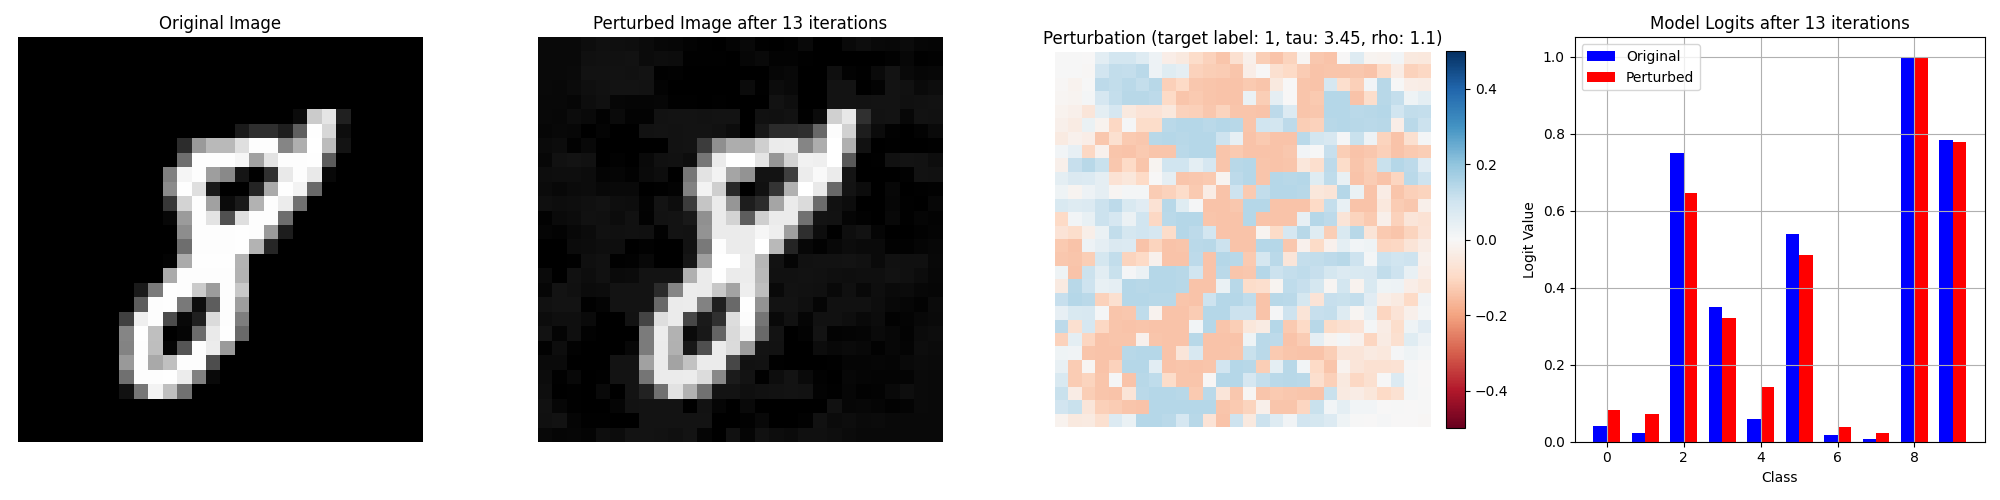 Original Image
Perturbed Image after 13 iterations
Perturbation (target label: 1, tau: 3.45, rho: 1.1)
0.4
0.2
0.0
−0.2
−0.4
Model Logits after 13 iterations
Original
Perturbed
Logit Value
1.0
0.8
0.6
0.4
0.2
0.0
0
2
4
6
8
Class